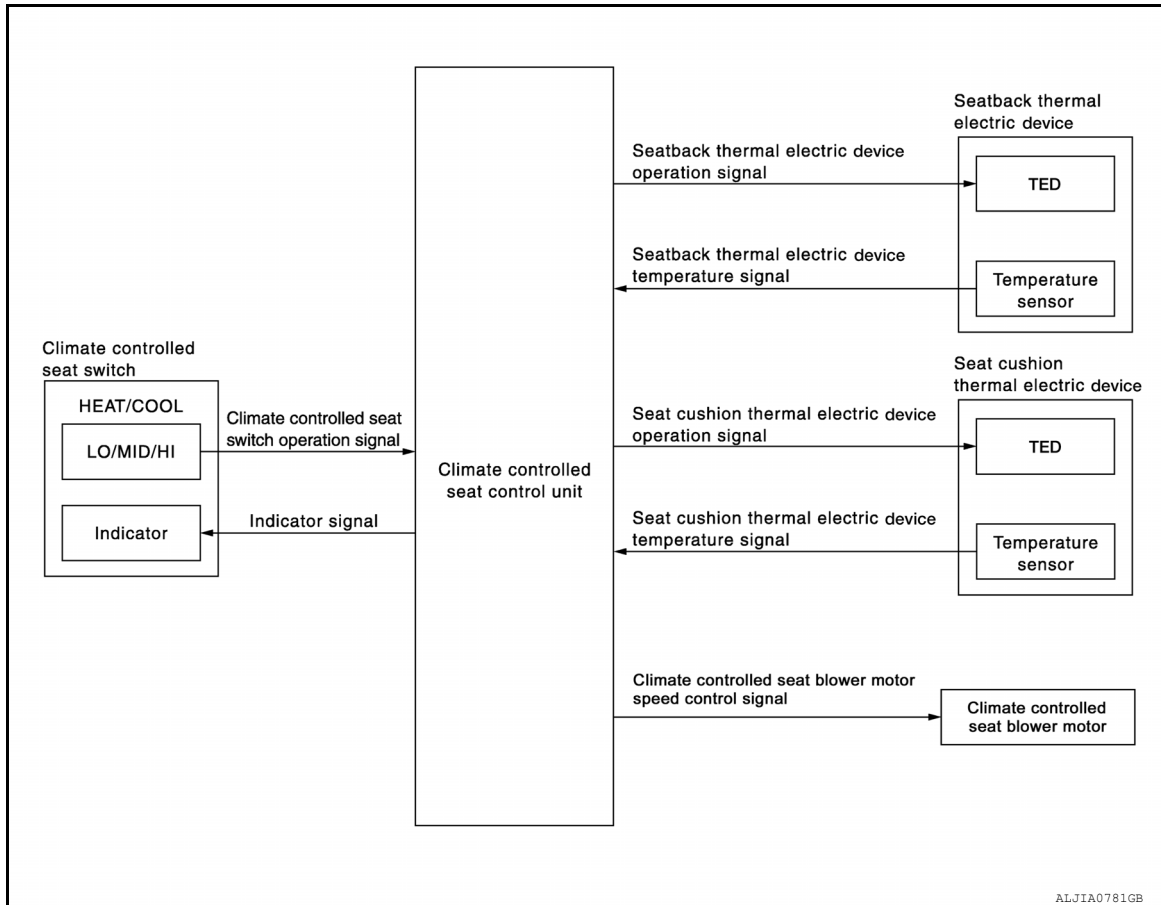 Seatback thermal
electric device
Seatback thermal electric device
operation signal
TED
Seatback thermal electric device
temperature signal
Temperature
sensor
Climate controlled
seat switch
HEAT/COOL
LO/MID/HI
Climate controlled seat
switch operation signal
Indicator
Indicator signal
Climate controlled
seat control unit
Seat cushion
thermal electric device
Seat cushion thermal electric device
operation signal
TED
Seat cushion thermal electric device
temperature signal
Temperature
sensor
Climate controlled seat blower motor
speed control signal
Climate controlled
seat blower motor
ALJIA0781GB